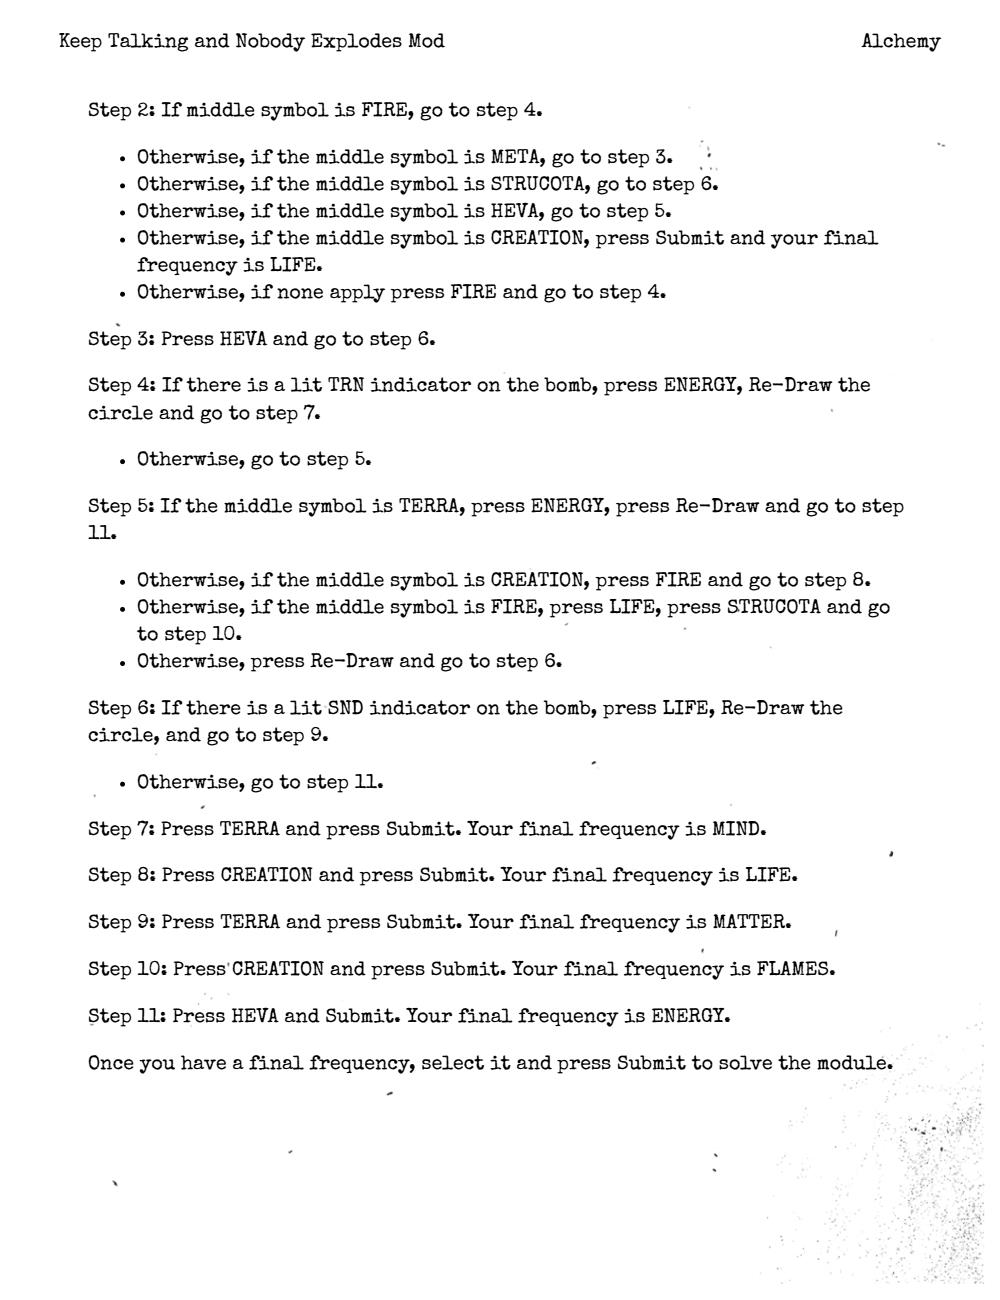 Keep Talking and Nobody Explodes Mod
Alchemy
Step 2: If middle symbol is FIRE, go to step 4.
• Otherwise, if the middle symbol is META, go to step 3.
• Otherwise, if the middle symbol is STRUCOTA, go to step 6.
• Otherwise, if the middle symbol is HEVA, go to step 5.
• Otherwise, if the middle symbol is CREATION, press Submit and your final
frequency is LIFE.
• Otherwise, if none apply press FIRE and go to step 4.
Step 3: Press HEVA and go to step 6.
Step 4: If there is a lit TRN indicator on the bomb, press ENERGY, Re-Draw the
circle and go to step 7.
• Otherwise, go to step 5.
Step 5: If the middle symbol is TERRA, press ENERGY, press Re-Draw and go to step
11.
• Otherwise, if the middle symbol is CREATION, press FIRE and go to step 8.
• Otherwise, if the middle symbol is FIRE, press LIFE, press STRUCOTA and go
to step 10.
• Otherwise, press Re-Draw and go to step 6.
Step 6: If there is a lit SND indicator on the bomb, press LIFE, Re-Draw the
circle, and go to step 9.
• Otherwise, go to step 11.
Step 7: Press TERRA and press Submit. Your final frequency is MIND.
Step 8: Press CREATION and press Submit. Your final frequency is LIFE.
Step 9: Press TERRA and press Submit. Your final frequency is MATTER.
Step 10: Press CREATION and press Submit. Your final frequency is FLAMES.
Step 11: Press HEVA and Submit. Your final frequency is ENERGY.
Once you have a final frequency, select it and press Submit to solve the module.